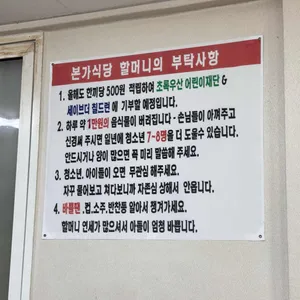 본가식당 할머니의 부탁사항
1. 올해도 한끼당 500원 적립하여 초록우산 어린이재단 &
세이브더 칠드런 에 기부할 예정입니다.
2. 하루 약 1만원의 음식물이 버려집니다 - 손님들이 아껴주고
신경써 주시면 일년에 청소년 7~8명을 더 도울수 있습니다.
안드시거나 양이 많으면 꼭 미리 말씀해 주세요.
3. 청소년, 아이들이 오면 무관심 해주세요.
자꾸 물어보고 쳐다보니까 자존심 상해서 안옵니다.
4. 바쁠땐, 컵,소주,반찬등 알아서 챙겨가세요.
할머니 연세가 많으셔서 아들이 엄청 바쁩니다.